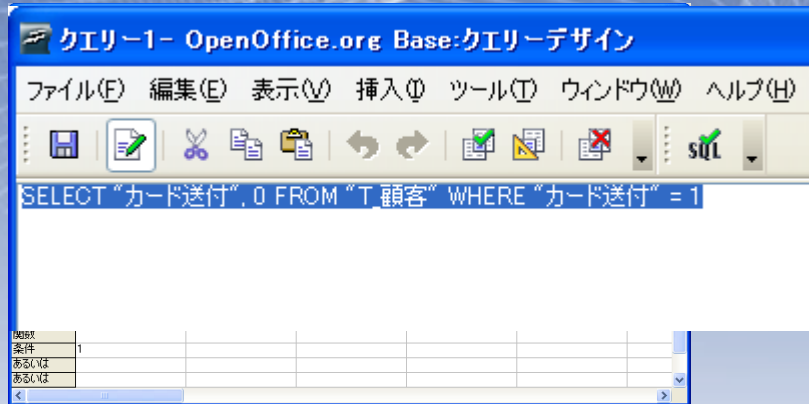 クエリー1- OpenOffice.org Base:クエリーデザイン
ファイル(F) 編集(E) 表示(V) 挿入(I) ツール(T) ウィンドウ(W) ヘルプ(H)
SQL
SELECT "カード送付", 0 FROM "T_顧客" WHERE "カード送付" = 1
関数
条件 1
あるいは
あるいは